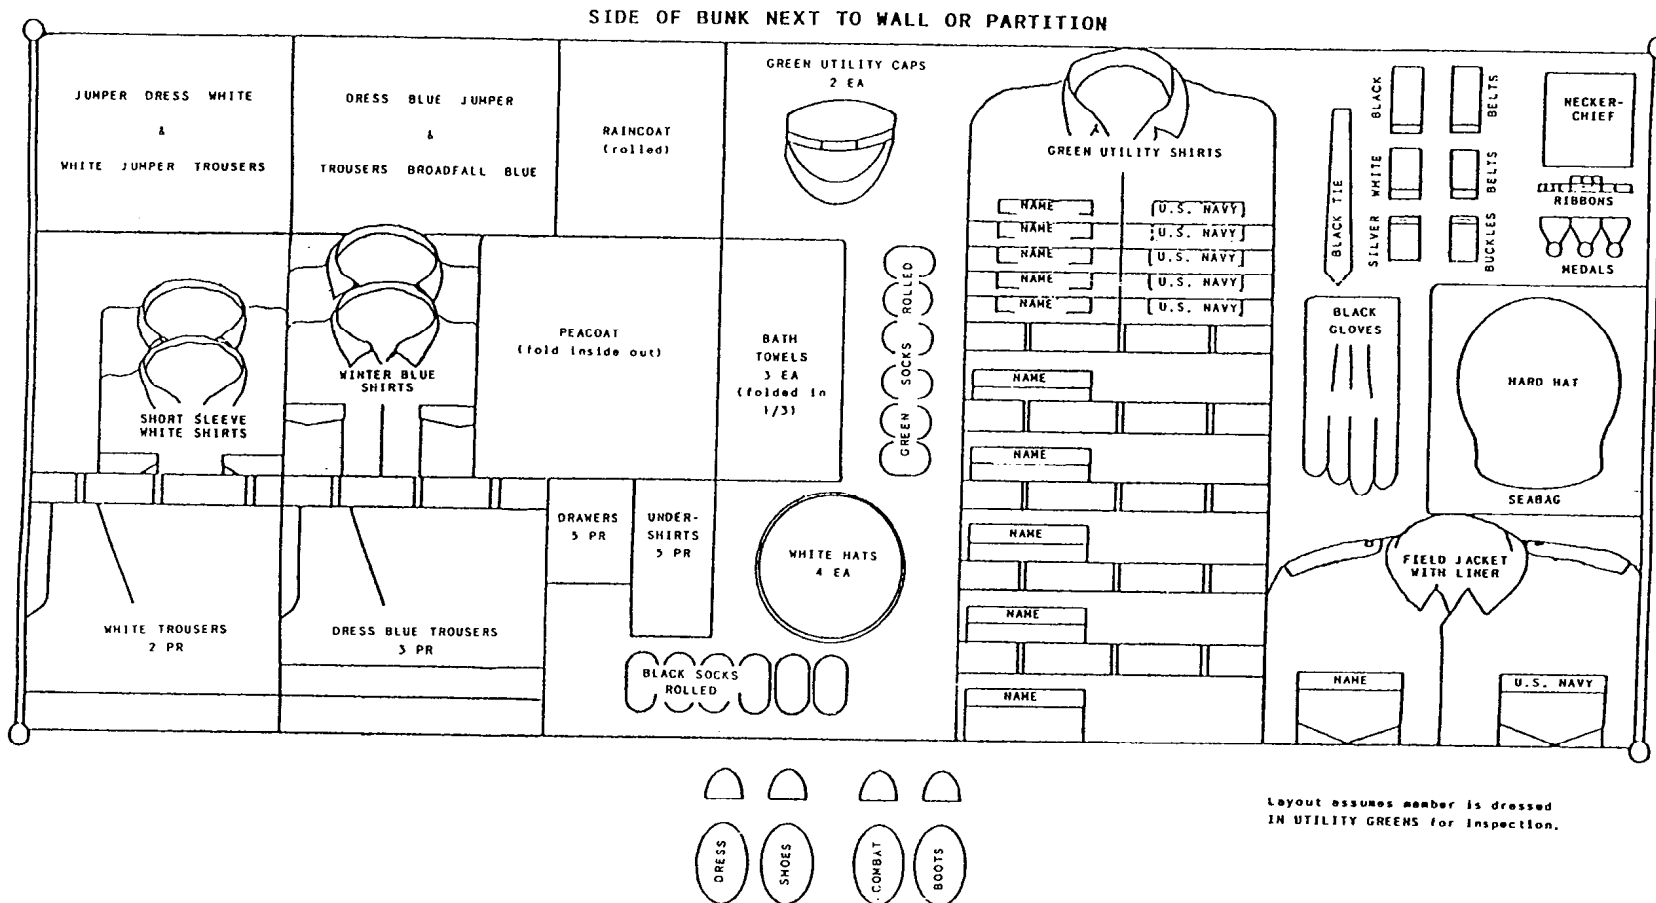 SIDE OF BUNK NEXT TO WALL OR PARTITION
JUMPER DRESS WHITE
&
WHITE JUMPER TROUSERS
DRESS BLUE JUMPER
&
TROUSERS BROADFALL BLUE
RAINCOAT
(rolled)
GREEN UTILITY CAPS
2 EA
GREEN UTILITY SHIRTS
NAME U.S. NAVY
NAME U.S. NAVY
NAME U.S. NAVY
NAME U.S. NAVY
NAME U.S. NAVY
BLACK TIE
BLACK BELTS
WHITE BELTS
SILVER BUCKLES
NECKER-
CHIEF
RIBBONS
MEDALS
SHORT SLEEVE
WHITE SHIRTS
WINTER BLUE
SHIRTS
PEACOAT
(fold inside out)
BATH
TOWELS
3 EA
(folded in
1/3)
GREEN SOCKS ROLLED
NAME
NAME
NAME
NAME
NAME
BLACK
GLOVES
HARD HAT
SEABAG
WHITE TROUSERS
2 PR
DRESS BLUE TROUSERS
3 PR
DRAWERS
5 PR
UNDER-
SHIRTS
5 PR
WHITE HATS
4 EA
BLACK SOCKS
ROLLED
FIELD JACKET
WITH LINER
NAME
U.S. NAVY
DRESS SHOES
COMBAT BOOTS
Layout assumes member is dressed
IN UTILITY GREENS for inspection.